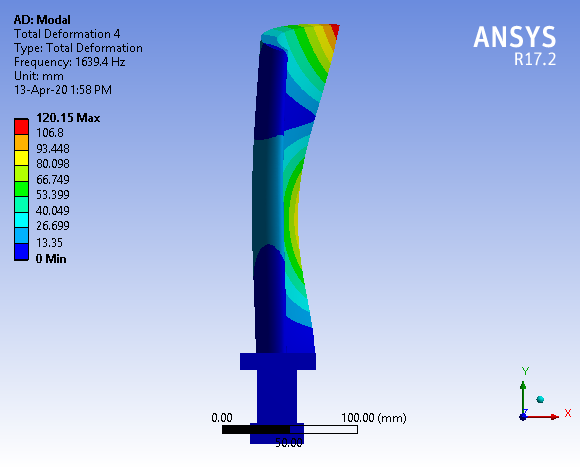 AD: Modal
Total Deformation 4
Type: Total Deformation
Frequency: 1639.4 Hz
Unit: mm
13-Apr-20 1:58 PM
ANSYS
R17.2
120.15 Max
106.8
93.448
80.098
66.749
53.399
40.049
26.699
13.35
0 Min
0.00
100.00 (mm)
50.00
Y
X